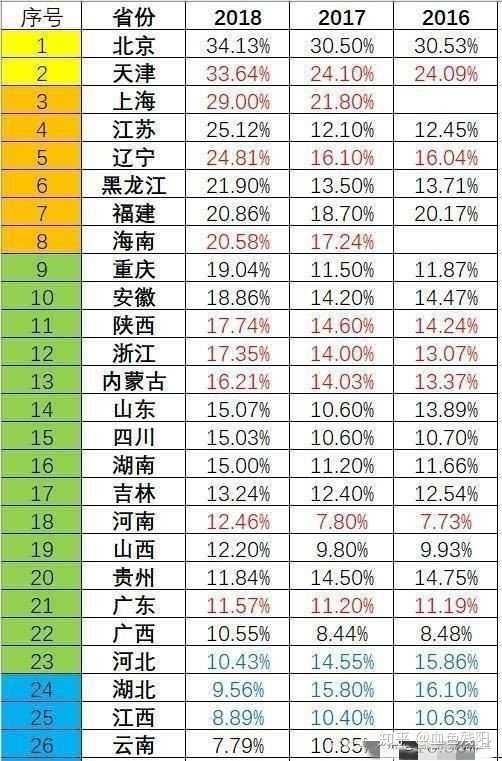 序号 省份 2018 2017 2016
1 北京 34.13% 30.50% 30.53%
2 天津 33.64% 24.10% 24.09%
3 上海 29.00% 21.80%
4 江苏 25.12% 12.10% 12.45%
5 辽宁 24.81% 16.10% 16.04%
6 黑龙江 21.90% 13.50% 13.71%
7 福建 20.86% 18.70% 20.17%
8 海南 20.58% 17.24%
9 重庆 19.04% 11.50% 11.87%
10 安徽 18.86% 14.20% 14.47%
11 陕西 17.74% 14.60% 14.24%
12 浙江 17.35% 14.00% 13.07%
13 内蒙古 16.21% 14.03% 13.37%
14 山东 15.07% 10.60% 13.89%
15 四川 15.03% 10.60% 10.70%
16 湖南 15.00% 11.20% 11.66%
17 吉林 13.24% 12.40% 12.54%
18 河南 12.46% 7.80% 7.73%
19 山西 12.20% 9.80% 9.93%
20 贵州 11.84% 14.50% 14.75%
21 广东 11.57% 11.20% 11.19%
22 广西 10.55% 8.44% 8.48%
23 河北 10.43% 14.55% 15.86%
24 湖北 9.56% 15.80% 16.10%
25 江西 8.89% 10.40% 10.63%
26 云南 7.79%
知乎 @血色残阳